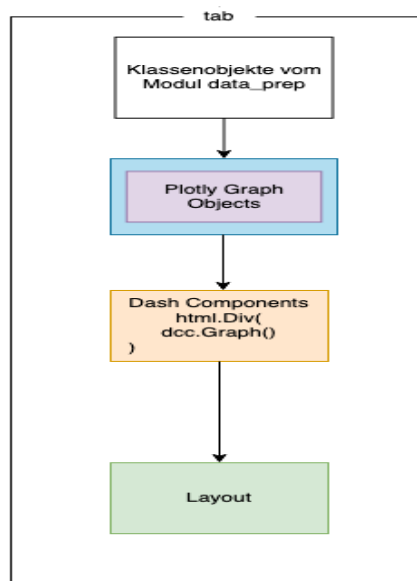 tab
Klassenobjekte vom
Modul data_prep
Plotly Graph
Objects
Dash Components
html.Div(
dcc.Graph()
)
Layout